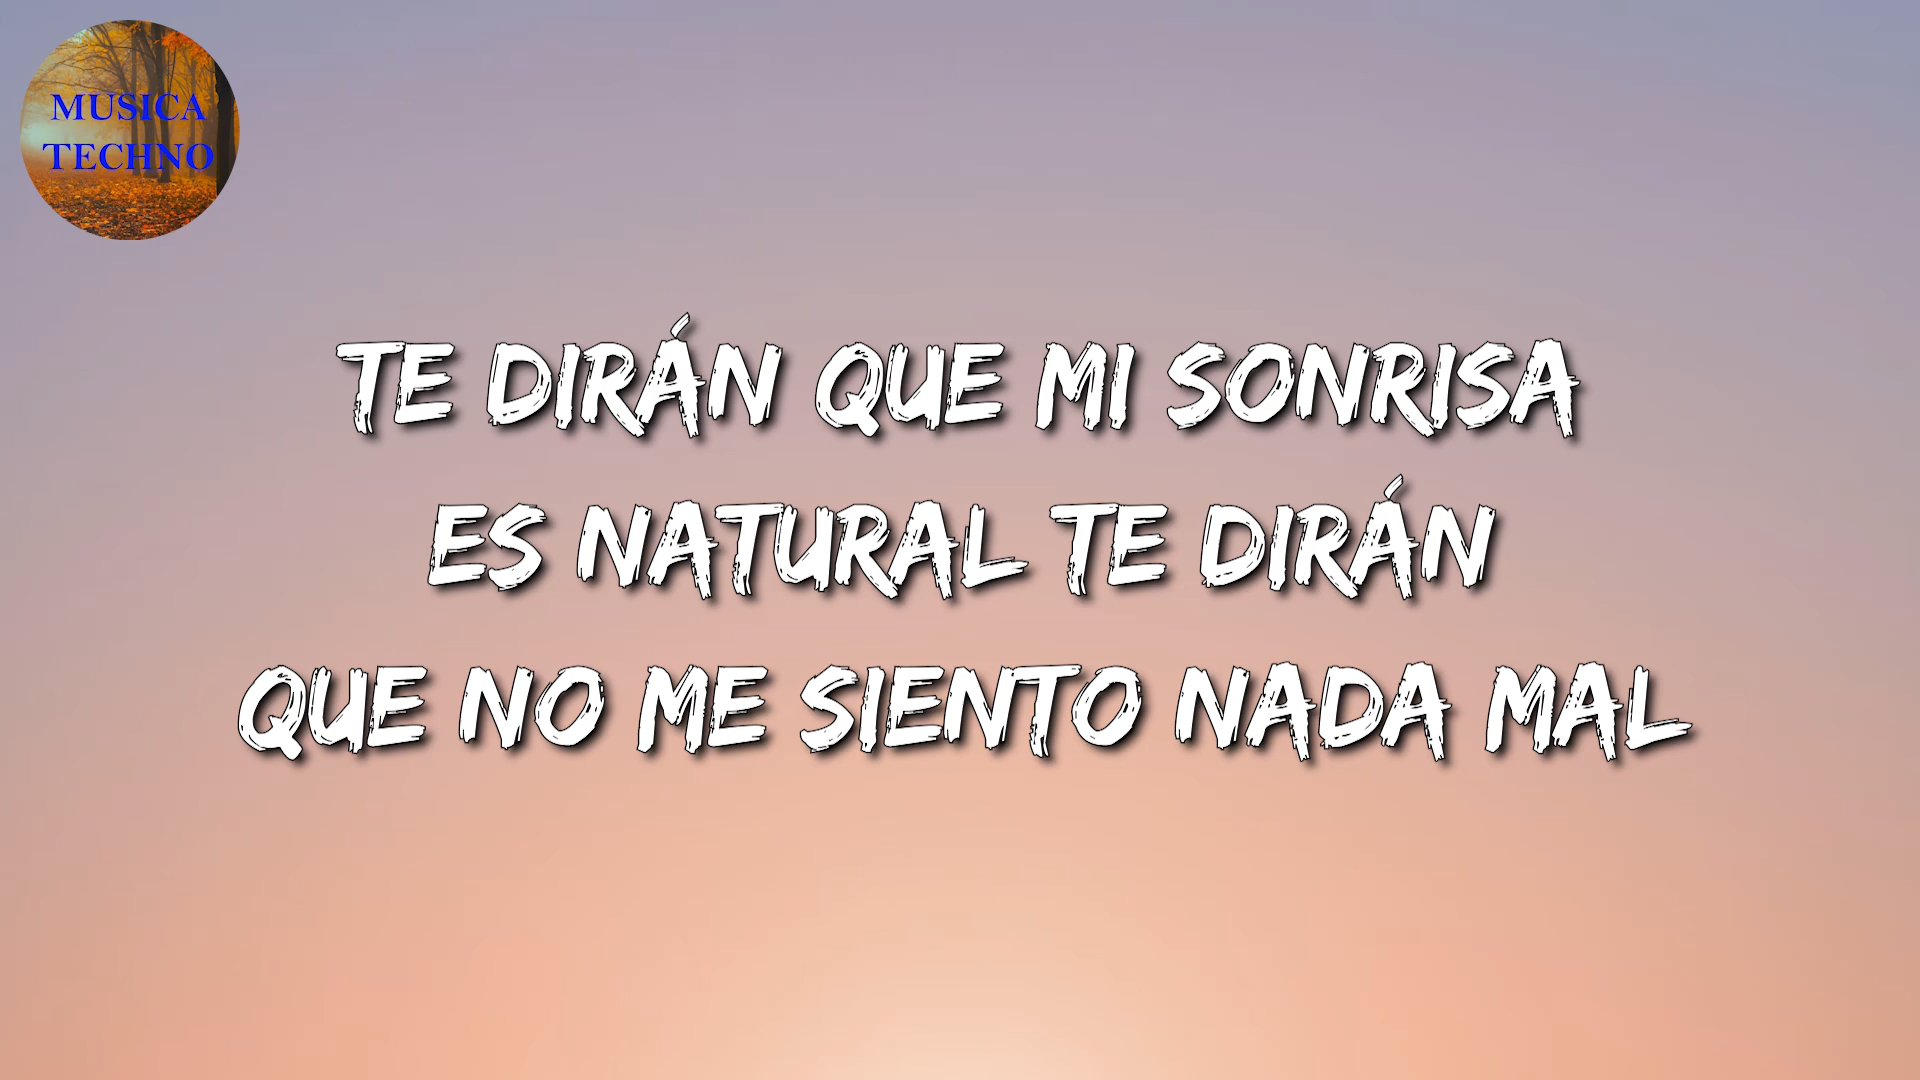 MUSICA
TECHNO
TE DIRÁN QUE MI SONRISA
ES NATURAL TE DIRÁN
QUE NO ME SIENTO NADA MAL